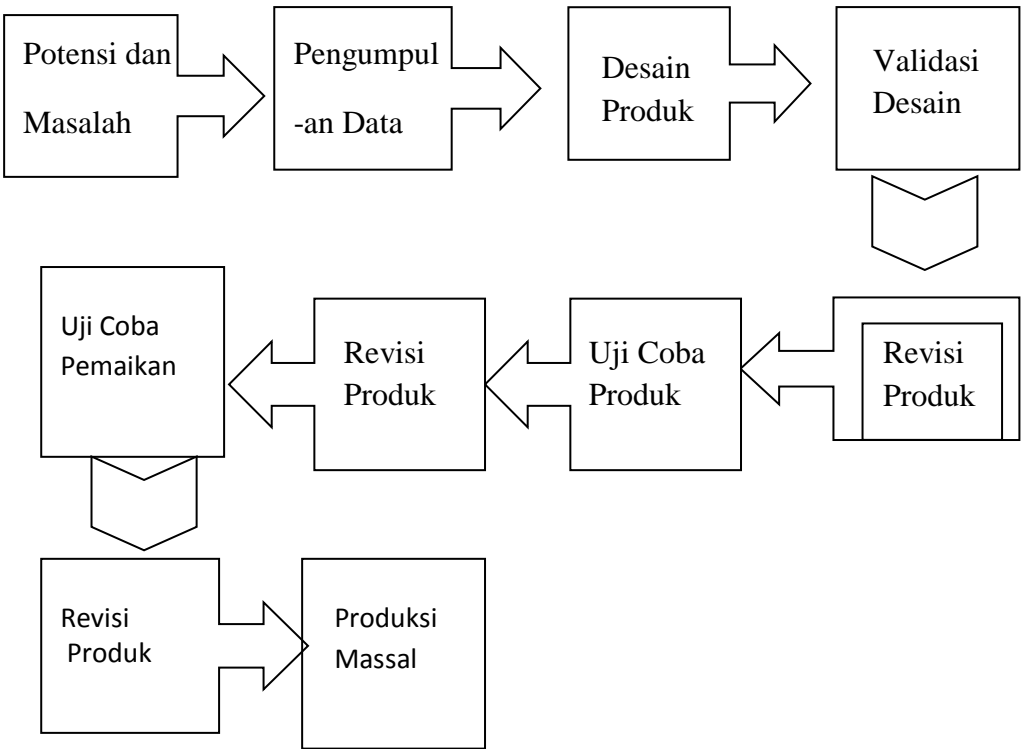 Potensi dan
Masalah
Pengumpul
-an Data
Desain
Produk
Validasi
Desain
Revisi
Produk
Uji Coba
Produk
Revisi
Produk
Uji Coba
Pemaikan
Revisi
Produk
Produksi
Massal